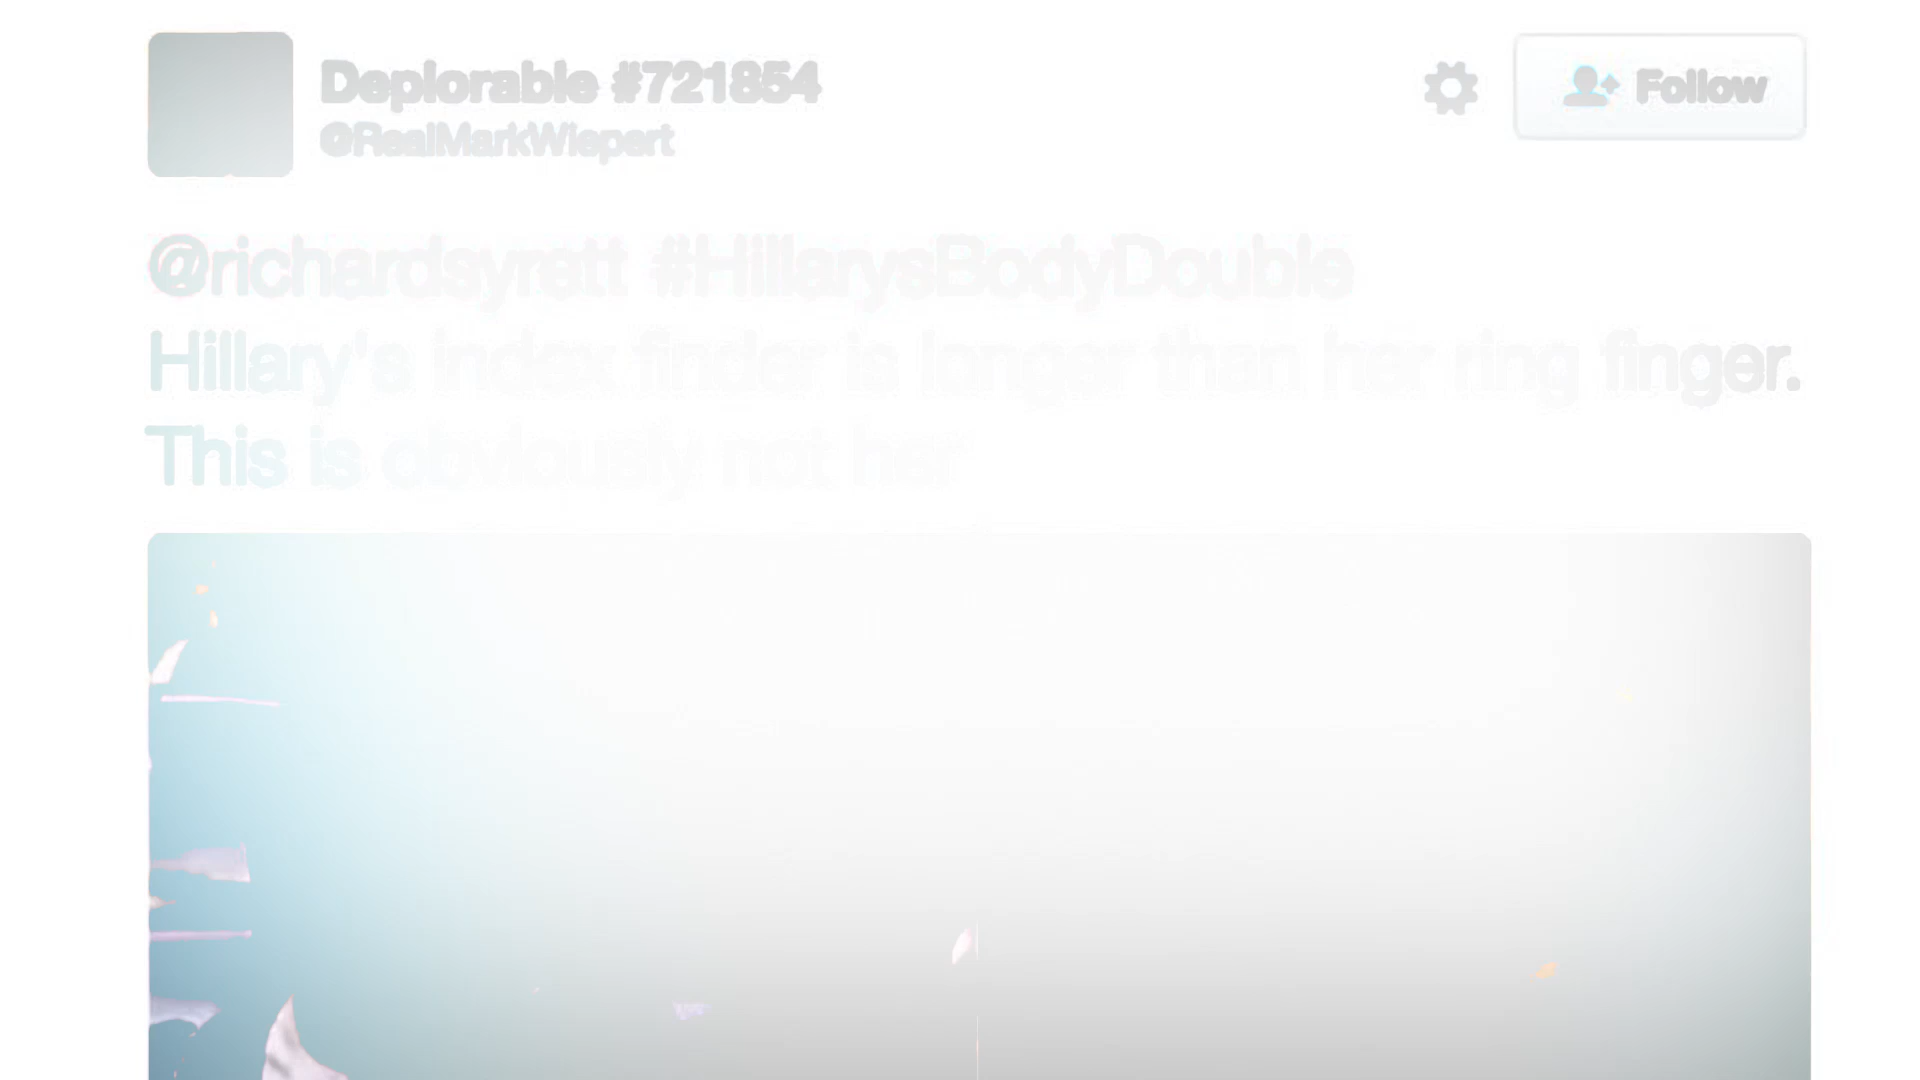 Deplorable #721854
@RealMarkWiepert
Follow
@richardsyrett #HillarysBodyDouble
Hillary's index finder is longer than her ring finger.
This is obviously not her